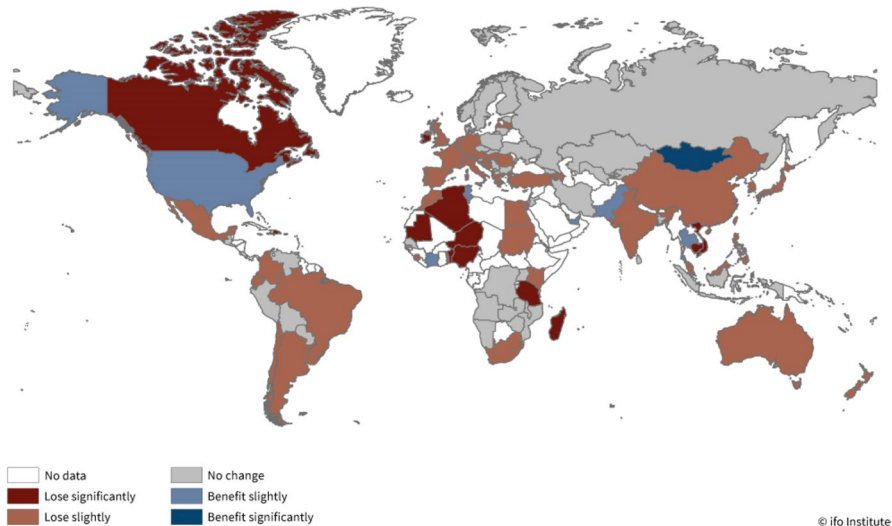 No data
No change
Lose significantly
Benefit slightly
Lose slightly
Benefit significantly
© ifo Institute